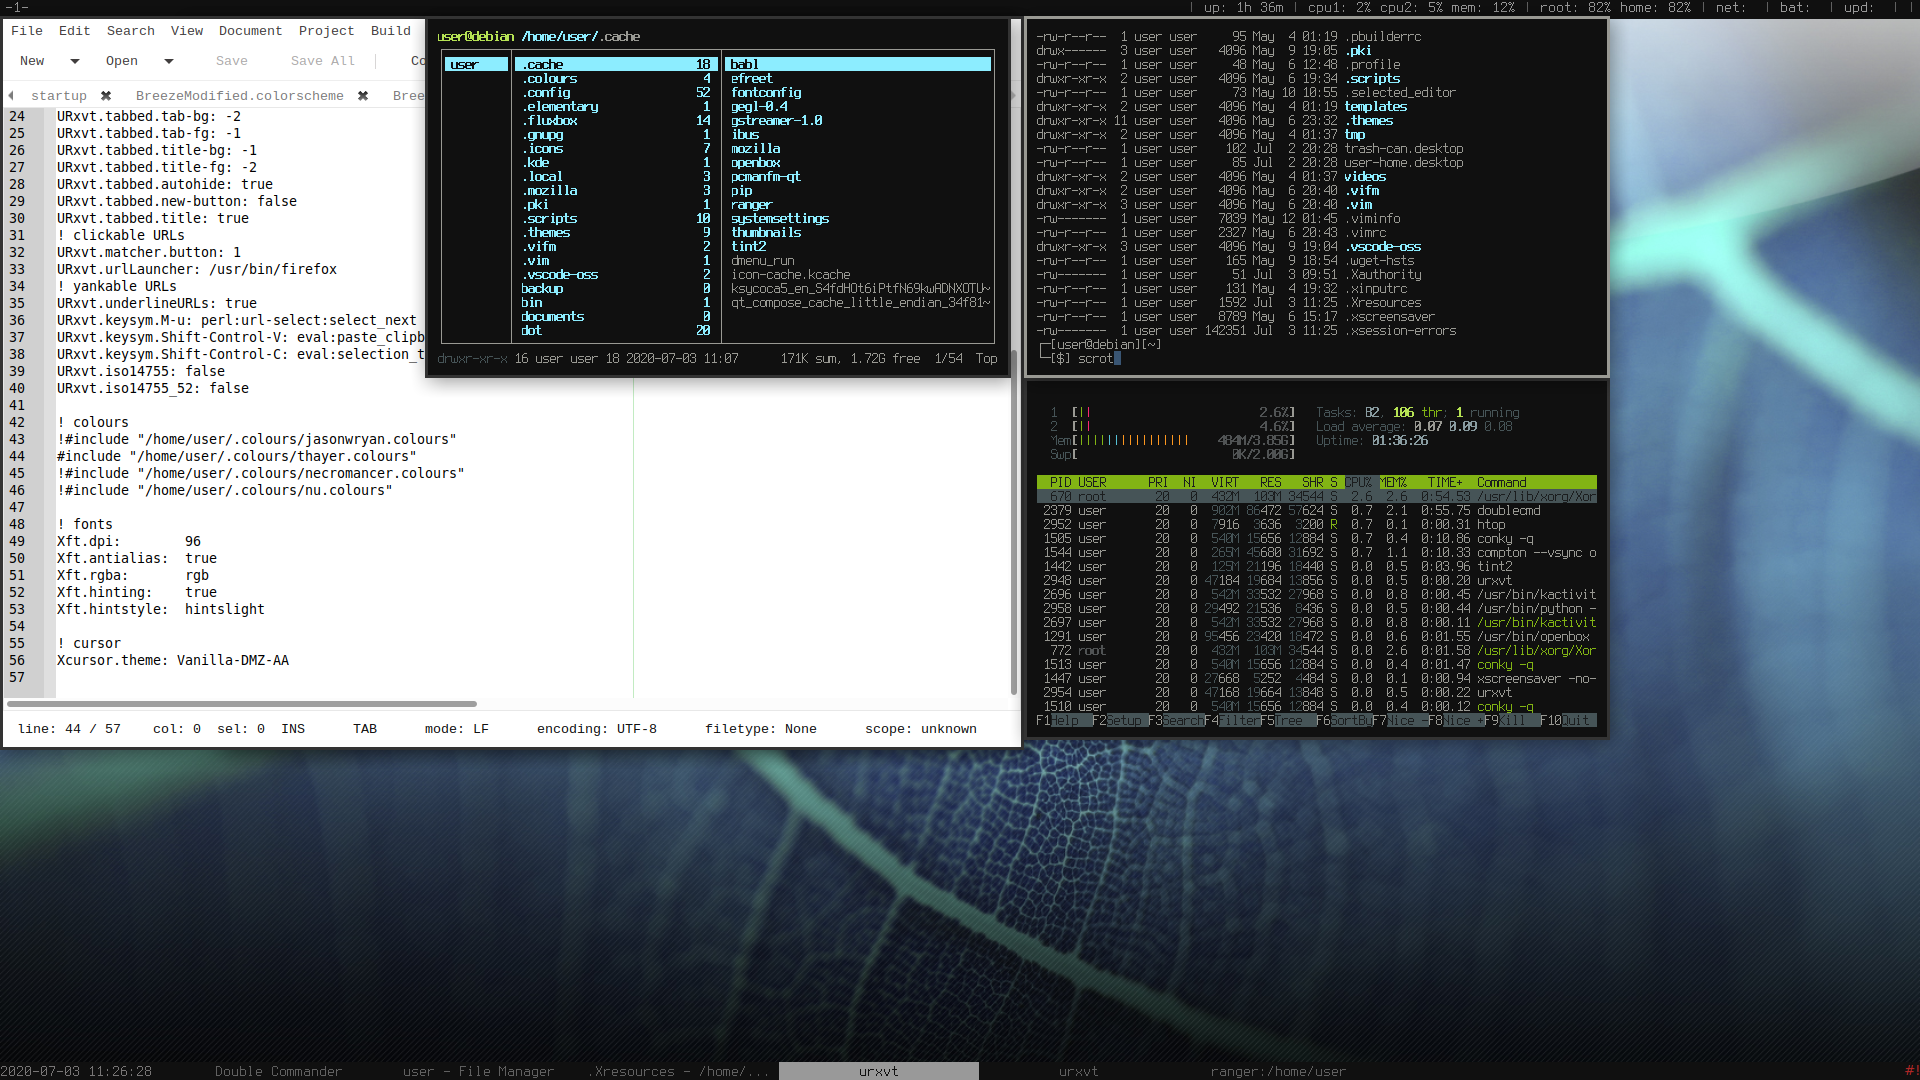 -1-
| up: 1h 36m | cpu1: 2% cpu2: 5% mem: 12% | root: 82% home: 82% | net: | bat: | upd: | |
File Edit Search View Document Project Build
New Open Save Save All Co
startup ✖ BreezeModified.colorscheme ✖ Bree
24 URxvt.tabbed.tab-bg: -2
25 URxvt.tabbed.tab-fg: -1
26 URxvt.tabbed.title-bg: -1
27 URxvt.tabbed.title-fg: -2
28 URxvt.tabbed.autohide: true
29 URxvt.tabbed.new-button: false
30 URxvt.tabbed.title: true
31 ! clickable URLs
32 URxvt.matcher.button: 1
33 URxvt.urlLauncher: /usr/bin/firefox
34 ! yankable URLs
35 URxvt.underlineURLs: true
36 URxvt.keysym.M-u: perl:url-select:select_next
37 URxvt.keysym.Shift-Control-V: eval:paste_clipb
38 URxvt.keysym.Shift-Control-C: eval:selection_t
39 URxvt.iso14755: false
40 URxvt.iso14755_52: false
41
42 ! colours
43 !#include "/home/user/.colours/jasonwryan.colours"
44 #include "/home/user/.colours/thayer.colours"
45 !#include "/home/user/.colours/necromancer.colours"
46 !#include "/home/user/.colours/nu.colours"
47
48 ! fonts
49 Xft.dpi: 96
50 Xft.antialias: true
51 Xft.rgba: rgb
52 Xft.hinting: true
53 Xft.hintstyle: hintslight
54
55 ! cursor
56 Xcursor.theme: Vanilla-DMZ-AA
57
line: 44 / 57 col: 0 sel: 0 INS TAB mode: LF encoding: UTF-8 filetype: None scope: unknown
user@debian /home/user/.cache
user .cache 18 babl
.colours 4 efreet
.config 52 fontconfig
.elementary 1 gegl-0.4
.fluxbox 14 gstreamer-1.0
.gnupg 1 ibus
.icons 7 mozilla
.kde 1 openbox
.local 3 pcmanfm-qt
.mozilla 3 pip
.pki 1 ranger
.scripts 10 systemsettings
.themes 9 thumbnails
.vifm 2 tint2
.vim 1 dmenu_run
.vscode-oss 2 icon-cache.kcache
backup 0 ksycoca5_en_S4fdHOt6iPtfN69kwADNXOTU~
bin 1 qt_compose_cache_little_endian_34f81~
documents 0
dot 20
drwxr-xr-x 16 user user 18 2020-07-03 11:07 171K sum, 1.72G free 1/54 Top
-rw-r--r-- 1 user user 95 May 4 01:19 .pbuilderrc
drwx------ 3 user user 4096 May 9 19:05 .pki
-rw-r--r-- 1 user user 48 May 6 12:48 .profile
drwxr-xr-x 2 user user 4096 May 6 19:34 .scripts
-rw-r--r-- 1 user user 73 May 10 10:55 .selected_editor
drwxr-xr-x 2 user user 4096 May 4 01:19 templates
drwxr-xr-x 11 user user 4096 May 6 23:32 .themes
drwxr-xr-x 2 user user 4096 May 4 01:37 tmp
-rw-r--r-- 1 user user 102 Jul 2 20:28 trash-can.desktop
-rw-r--r-- 1 user user 85 Jul 2 20:28 user-home.desktop
drwxr-xr-x 2 user user 4096 May 4 01:37 videos
drwxr-xr-x 2 user user 4096 May 6 20:40 .vifm
drwxr-xr-x 3 user user 4096 May 6 20:40 .vim
-rw------- 1 user user 7039 May 12 01:45 .viminfo
-rw-r--r-- 1 user user 2327 May 6 20:43 .vimrc
drwxr-xr-x 3 user user 4096 May 9 19:04 .vscode-oss
-rw-r--r-- 1 user user 165 May 9 18:54 .wget-hsts
-rw------- 1 user user 51 Jul 3 09:51 .Xauthority
-rw-r--r-- 1 user user 131 May 4 19:32 .xinputrc
-rw-r--r-- 1 user user 1592 Jul 3 11:25 .Xresources
-rw-r--r-- 1 user user 8789 May 6 15:17 .xscreensaver
-rw------- 1 user user 142351 Jul 3 11:25 .xsession-errors
┌─[user@debian][~]
└─[$] scrot
1 [|| 2.6%] Tasks: 82, 106 thr; 1 running
2 [|| 4.6%] Load average: 0.07 0.09 0.08
Mem[|||||||||||||||| 484M/3.85G] Uptime: 01:36:26
Swp[ 0K/2.00G]
PID USER PRI NI VIRT RES SHR S CPU% MEM% TIME+ Command
670 root 20 0 432M 103M 34544 S 2.6 2.6 0:54.53 /usr/lib/xorg/Xor
2379 user 20 0 902M 86472 57624 S 0.7 2.1 0:55.75 doublecmd
2952 user 20 0 7916 3636 3200 R 0.7 0.1 0:00.31 htop
1505 user 20 0 540M 15656 12884 S 0.7 0.4 0:10.86 conky -q
1544 user 20 0 265M 45680 31692 S 0.7 1.1 0:10.33 compton --vsync o
1442 user 20 0 125M 21196 18440 S 0.0 0.5 0:03.96 tint2
2948 user 20 0 47184 19684 13856 S 0.0 0.5 0:00.20 urxvt
2696 user 20 0 542M 33532 27968 S 0.0 0.8 0:00.45 /usr/bin/kactivit
2958 user 20 0 29492 21536 8436 S 0.0 0.5 0:00.44 /usr/bin/python -
2697 user 20 0 542M 33532 27968 S 0.0 0.8 0:00.11 /usr/bin/kactivit
1291 user 20 0 95456 23420 18472 S 0.0 0.6 0:01.55 /usr/bin/openbox
772 root 20 0 432M 103M 34544 S 0.0 2.6 0:01.58 /usr/lib/xorg/Xor
1513 user 20 0 540M 15656 12884 S 0.0 0.4 0:01.47 conky -q
1447 user 20 0 27668 5252 4484 S 0.0 0.1 0:00.94 xscreensaver -no-
2954 user 20 0 47168 19664 13848 S 0.0 0.5 0:00.22 urxvt
1510 user 20 0 540M 15656 12884 S 0.0 0.4 0:00.12 conky -q
F1Help F2Setup F3SearchF4FilterF5Tree F6SortByF7Nice -F8Nice +F9Kill F10Quit
2020-07-03 11:26:28 Double Commander user - File Manager .Xresources - /home/... urxvt urxvt ranger:/home/user #!